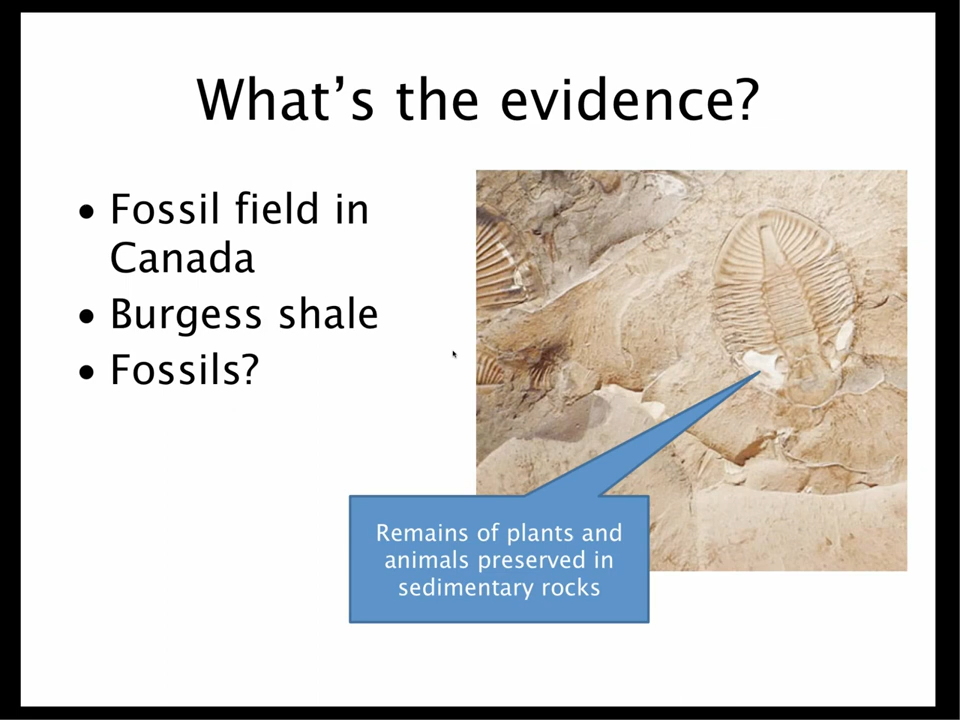 What’s the evidence?
• Fossil field in
Canada
• Burgess shale
• Fossils?
Remains of plants and
animals preserved in
sedimentary rocks